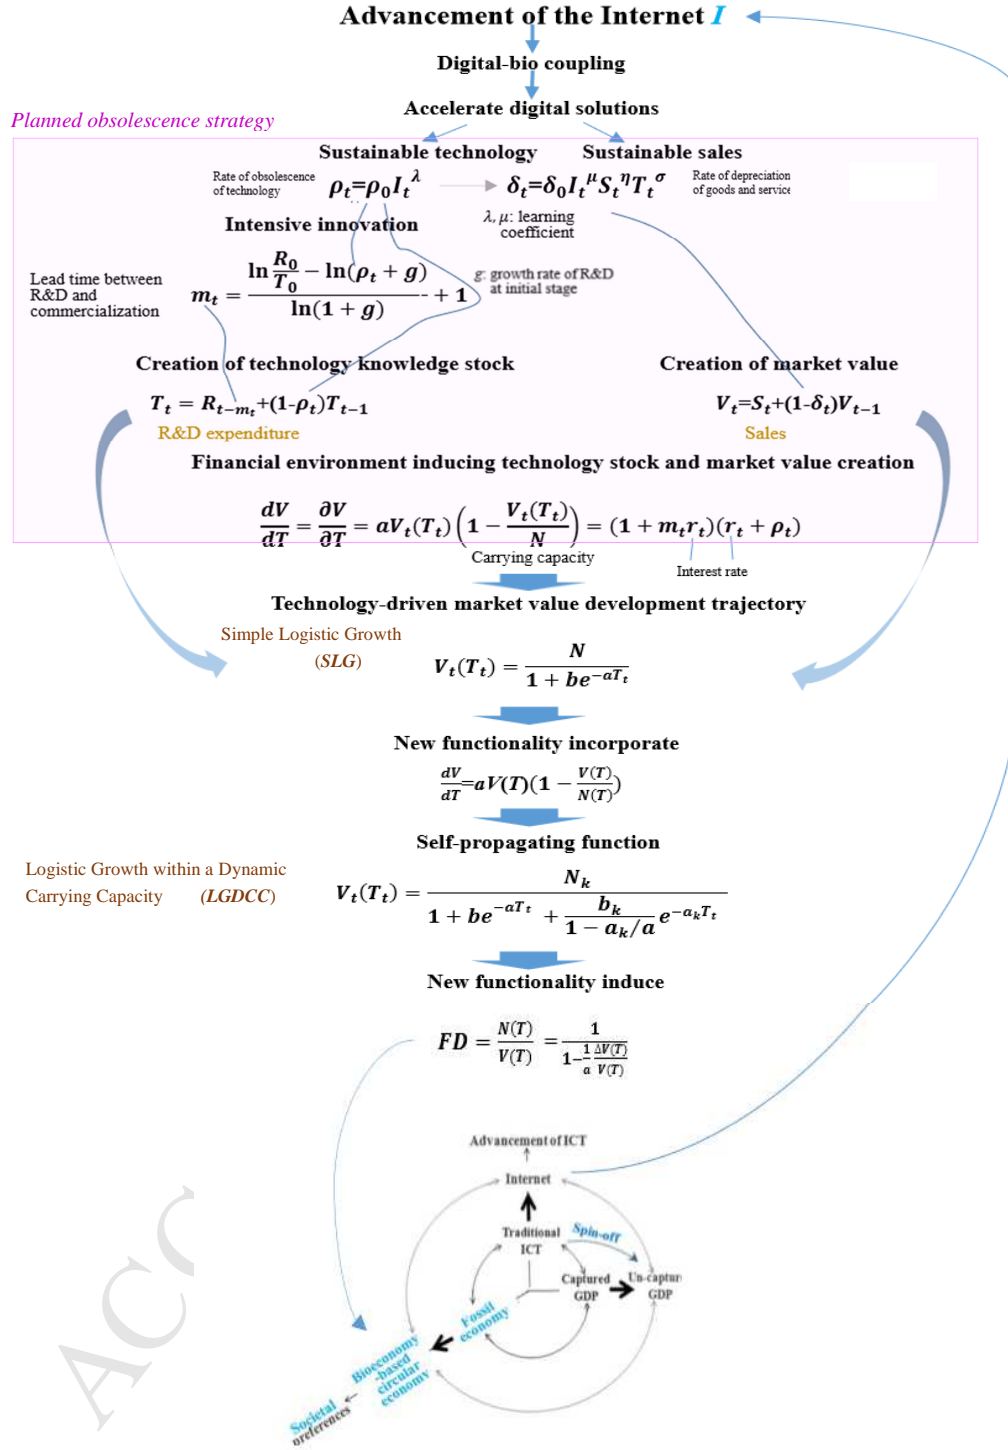 Advancement of the Internet I
Digital-bio coupling
Accelerate digital solutions
Planned obsolescence strategy
Sustainable technology
Sustainable sales
Rate of obsolescence
of technology
ρₜ=ρ₀Iₜ^λ
δₜ=δ₀Iₜ^μSₜ^ηTₜ^σ
Rate of depreciation
of goods and service
λ, μ: learning
coefficient
Intensive innovation
Lead time between
R&D and
commercialization
mₜ = (ln R₀/T₀ − ln(ρₜ + g)) / ln(1 + g) + 1
g: growth rate of R&D
at initial stage
Creation of technology knowledge stock
Creation of market value
Tₜ = Rₜ₋ₘₜ+(1-ρₜ)Tₜ₋₁
Vₜ=Sₜ+(1-δₜ)Vₜ₋₁
R&D expenditure
Sales
Financial environment inducing technology stock and market value creation
dV/dT = ∂V/∂T = aVₜ(Tₜ)(1 − Vₜ(Tₜ)/N) = (1 + mₜrₜ)(rₜ + ρₜ)
Carrying capacity
Interest rate
Technology-driven market value development trajectory
Simple Logistic Growth
(SLG)
Vₜ(Tₜ) = N / (1 + be^(−aTₜ))
New functionality incorporate
dV/dT=aV(T)(1 − V(T)/N(T))
Self-propagating function
Logistic Growth within a Dynamic
Carrying Capacity (LGDCC)
Vₜ(Tₜ) = Nₖ / (1 + be^(−aTₜ) + bₖ/(1 − aₖ/a) e^(−aₖTₜ))
New functionality induce
FD = N(T)/V(T) = 1 / (1−(1/a)(ΔV(T)/V(T)))
Advancement of ICT
Internet
Traditional
ICT
Spin-off
Captured
GDP
Un-captur
GDP
Fossil
economy
Bioeconomy
-based
circular
economy
Societal
preferences
ACC